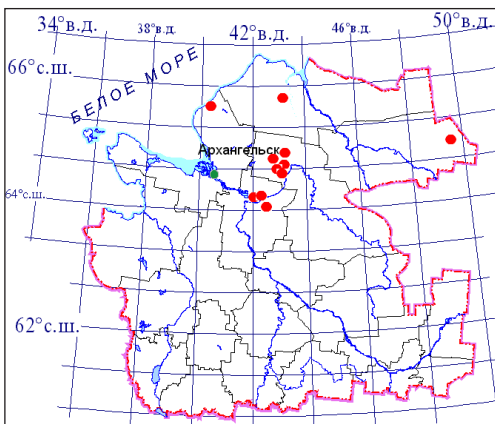 34°в.д.
38°в.д.
42°в.д.
46°в.д.
50°в.д.
66°с.ш.
БЕЛОЕ МОРЕ
Архангельск
64°с.ш.
62°с.ш.